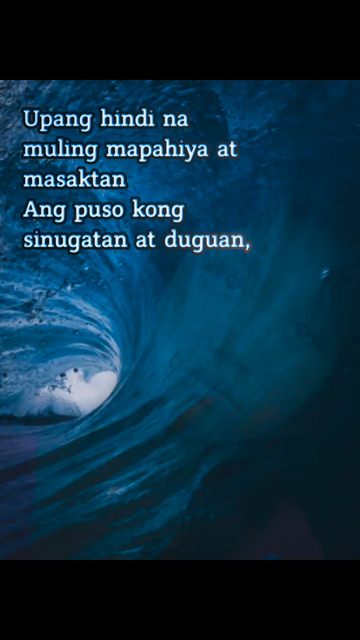 Upang hindi na
muling mapahiya at
masaktan
Ang puso kong
sinugatan at duguan,